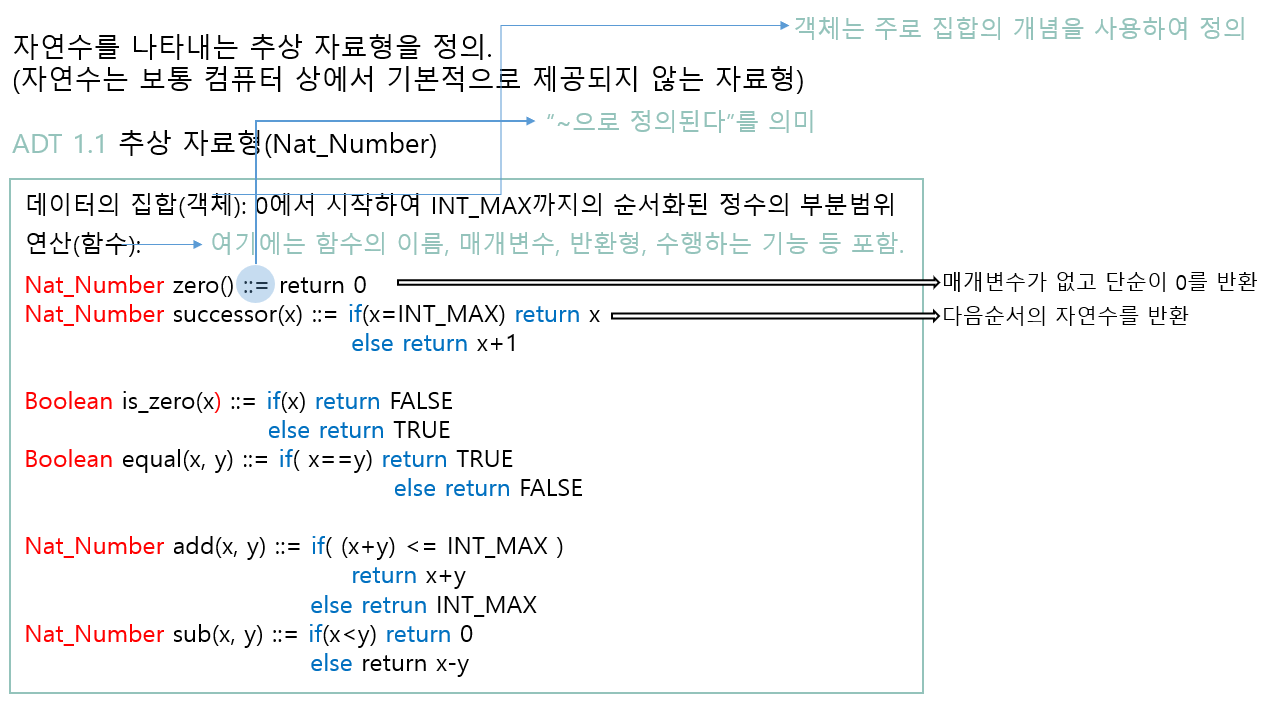 객체는 주로 집합의 개념을 사용하여 정의
자연수를 나타내는 추상 자료형을 정의.
(자연수는 보통 컴퓨터 상에서 기본적으로 제공되지 않는 자료형)
“~으로 정의된다”를 의미
ADT 1.1 추상 자료형(Nat_Number)
데이터의 집합(객체): 0에서 시작하여 INT_MAX까지의 순서화된 정수의 부분범위
연산(함수): 여기에는 함수의 이름, 매개변수, 반환형, 수행하는 기능 등 포함.
Nat_Number zero() ::= return 0 매개변수가 없고 단순이 0를 반환
Nat_Number successor(x) ::= if(x=INT_MAX) return x 다음순서의 자연수를 반환
else return x+1
Boolean is_zero(x) ::= if(x) return FALSE
else return TRUE
Boolean equal(x, y) ::= if( x==y) return TRUE
else return FALSE
Nat_Number add(x, y) ::= if( (x+y) <= INT_MAX )
return x+y
else retrun INT_MAX
Nat_Number sub(x, y) ::= if(x<y) return 0
else return x-y